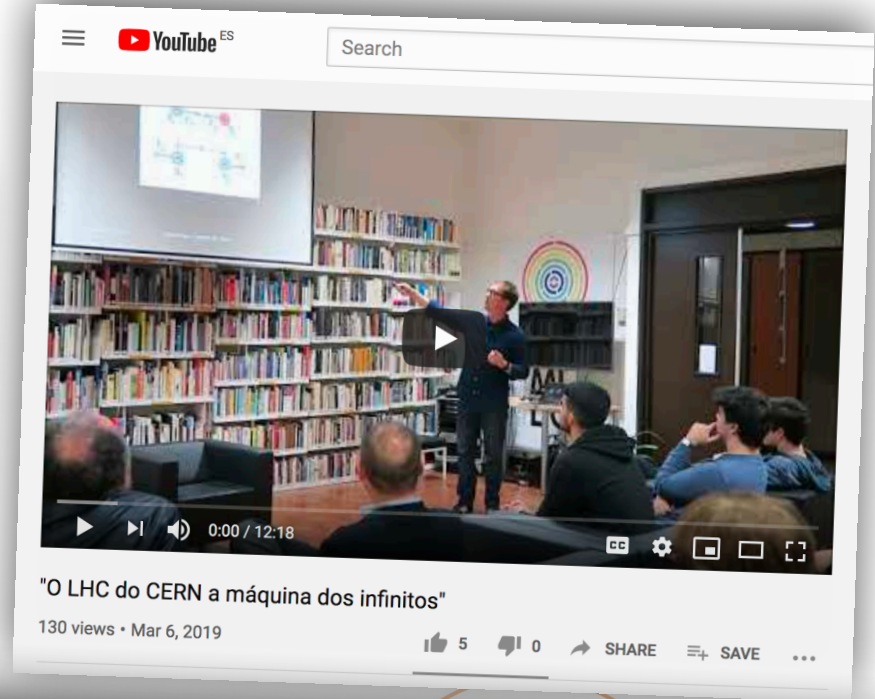 YouTube ES
Search
0:00 / 12:18
CC
"O LHC do CERN a máquina dos infinitos"
130 views • Mar 6, 2019
5 0 SHARE SAVE